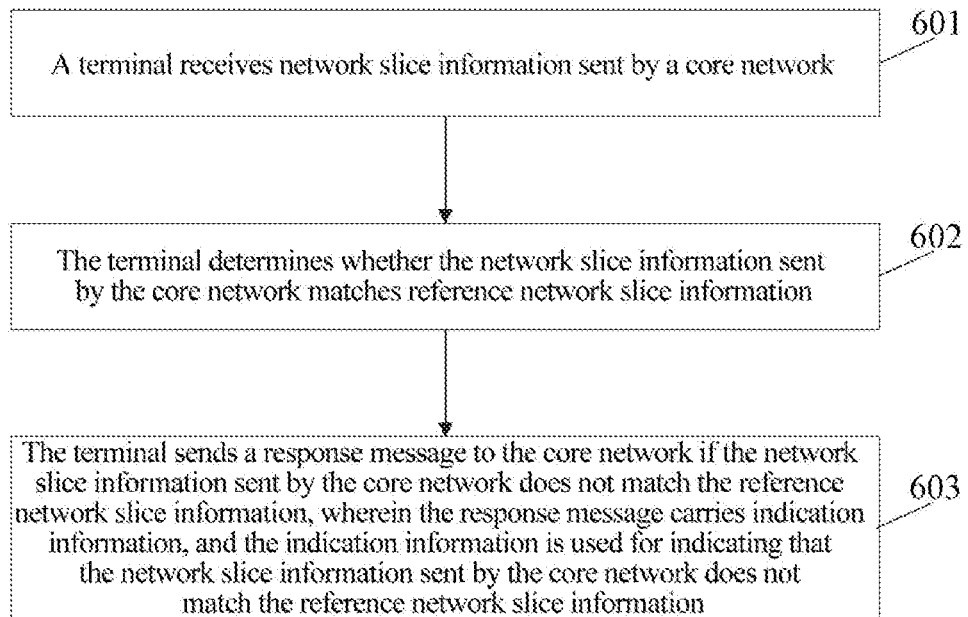 601
A terminal receives network slice information sent by a core network
602
The terminal determines whether the network slice information sent
by the core network matches reference network slice information
The terminal sends a response message to the core network if the network
slice information sent by the core network does not match the reference
network slice information, wherein the response message carries indication
information, and the indication information is used for indicating that
the network slice information sent by the core network does not
match the reference network slice information
603